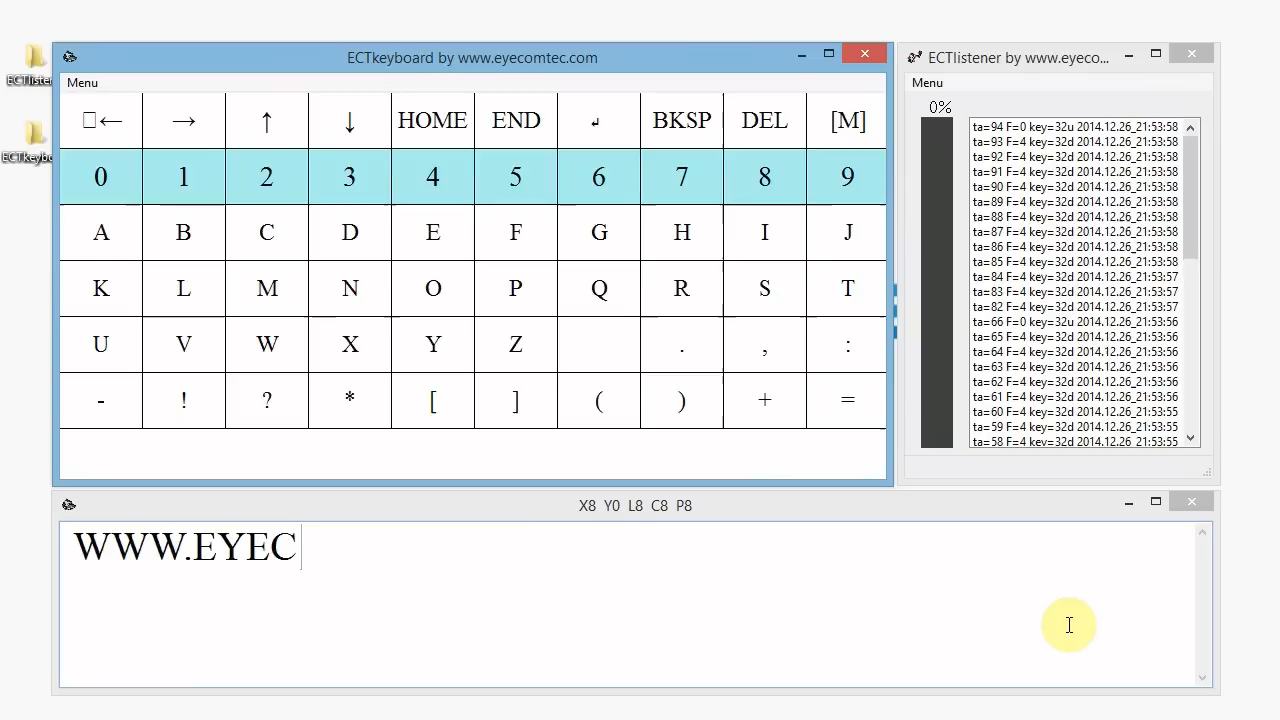 ECTkeyboard by www.eyecomtec.com
Menu
□← → ↑ ↓ HOME END ↲ BKSP DEL [M]
0 1 2 3 4 5 6 7 8 9
A B C D E F G H I J
K L M N O P Q R S T
U V W X Y Z . , :
- ! ? * [ ] ( ) + =
ECTlistener by www.eyeco...
Menu
0%
ta=94 F=0 key=32u 2014.12.26_21:53:58
ta=93 F=4 key=32d 2014.12.26_21:53:58
ta=92 F=4 key=32d 2014.12.26_21:53:58
ta=91 F=4 key=32d 2014.12.26_21:53:58
ta=90 F=4 key=32d 2014.12.26_21:53:58
ta=89 F=4 key=32d 2014.12.26_21:53:58
ta=88 F=4 key=32d 2014.12.26_21:53:58
ta=87 F=4 key=32d 2014.12.26_21:53:58
ta=86 F=4 key=32d 2014.12.26_21:53:58
ta=85 F=4 key=32d 2014.12.26_21:53:58
ta=84 F=4 key=32d 2014.12.26_21:53:57
ta=83 F=4 key=32d 2014.12.26_21:53:57
ta=82 F=4 key=32d 2014.12.26_21:53:57
ta=66 F=0 key=32u 2014.12.26_21:53:56
ta=65 F=4 key=32d 2014.12.26_21:53:56
ta=64 F=4 key=32d 2014.12.26_21:53:56
ta=63 F=4 key=32d 2014.12.26_21:53:56
ta=62 F=4 key=32d 2014.12.26_21:53:56
ta=61 F=4 key=32d 2014.12.26_21:53:56
ta=60 F=4 key=32d 2014.12.26_21:53:55
ta=59 F=4 key=32d 2014.12.26_21:53:55
ta=58 F=4 key=32d 2014.12.26_21:53:55
ECTlister
ECTkeybo
X8 Y0 L8 C8 P8
WWW.EYEC